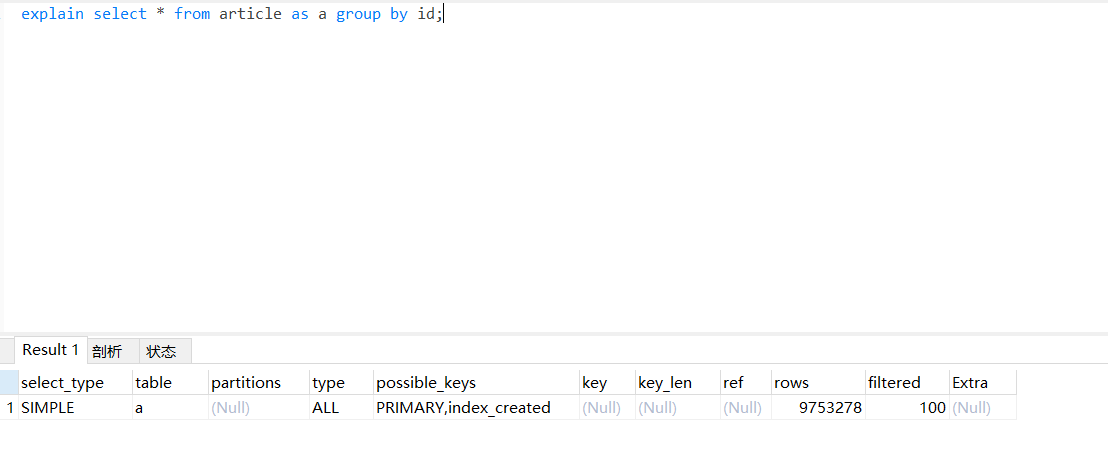 explain select * from article as a group by id;
Result 1 剖析 状态
select_type table partitions type possible_keys key key_len ref rows filtered Extra
1 SIMPLE a (Null) ALL PRIMARY,index_created (Null) (Null) (Null) 9753278 100 (Null)